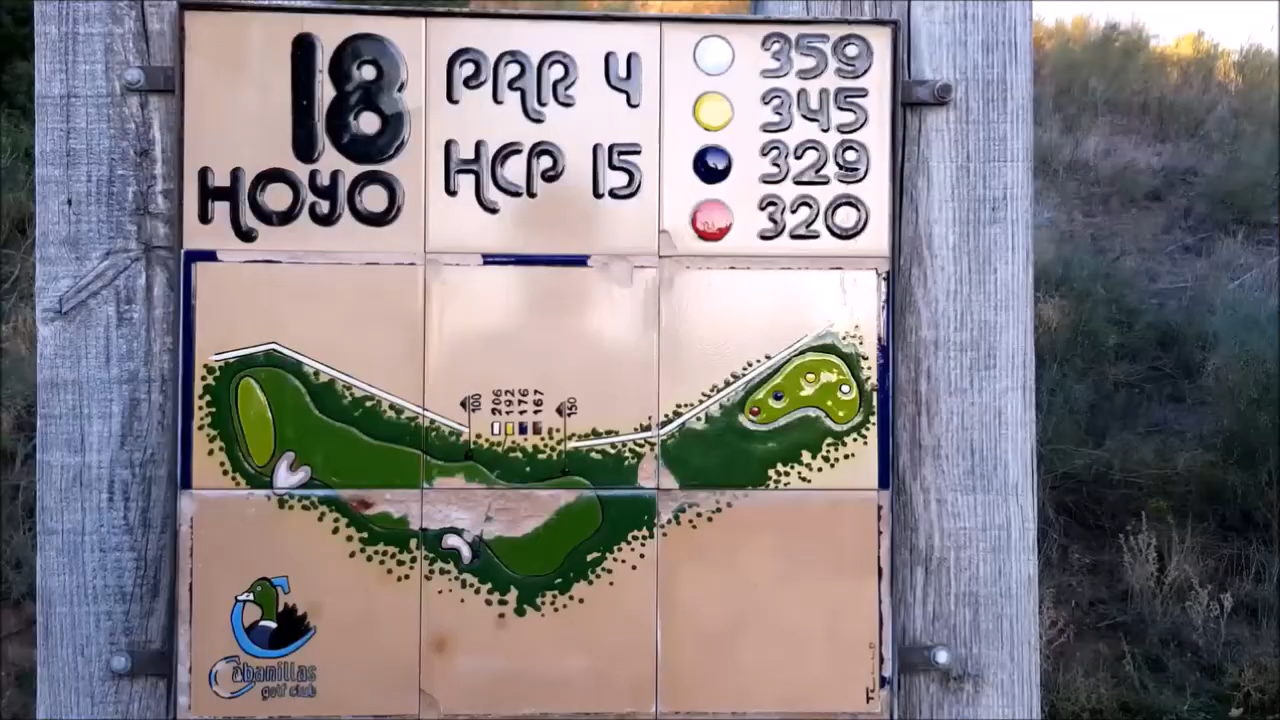 18
HOYO
PAR 4
HCP 15
359
345
329
320
100
206
192
176
167
150
Cabanillas
golf club